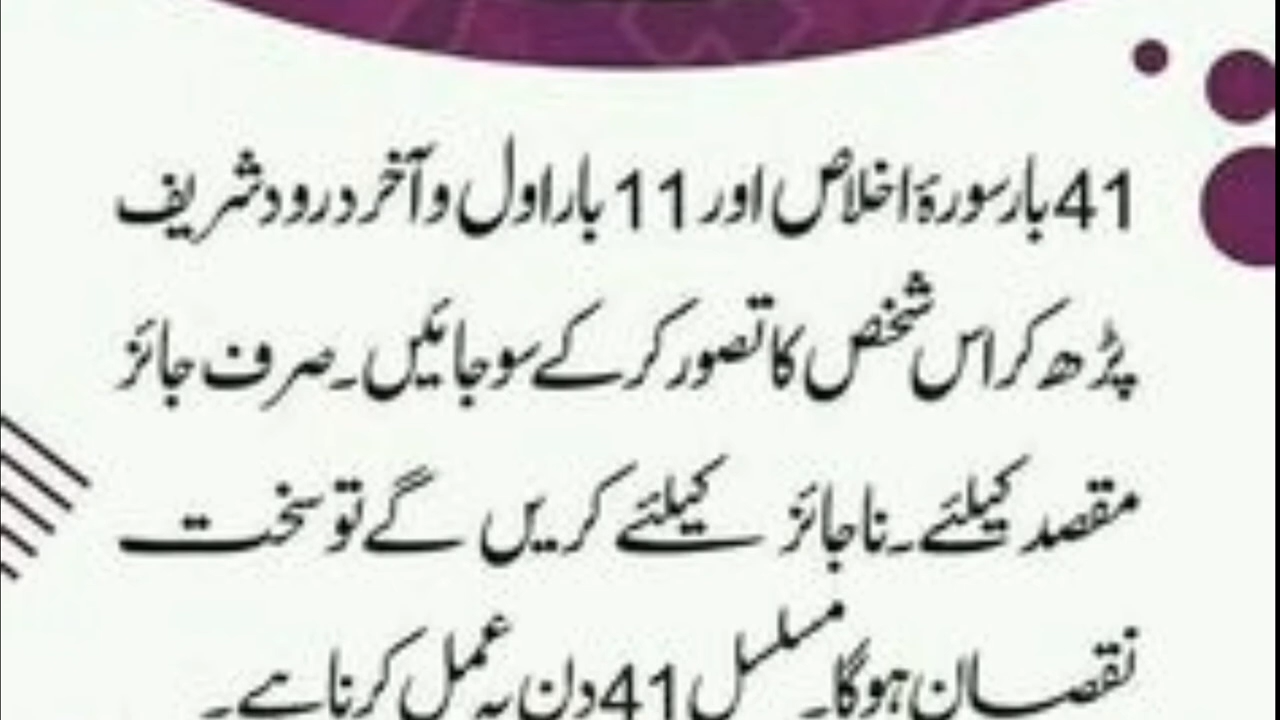 41 بار سورۃ اخلاص اور 11 بار اول و آخر درود شریف
پڑھ کر اس شخص کا تصور کر کے سو جائیں۔ صرف جائز
مقصد کیلئے۔ ناجائز کیلئے کریں گے تو سخت
نقصان ہوگا۔ مسلسل 41 دن یہ عمل کرنا ہے۔